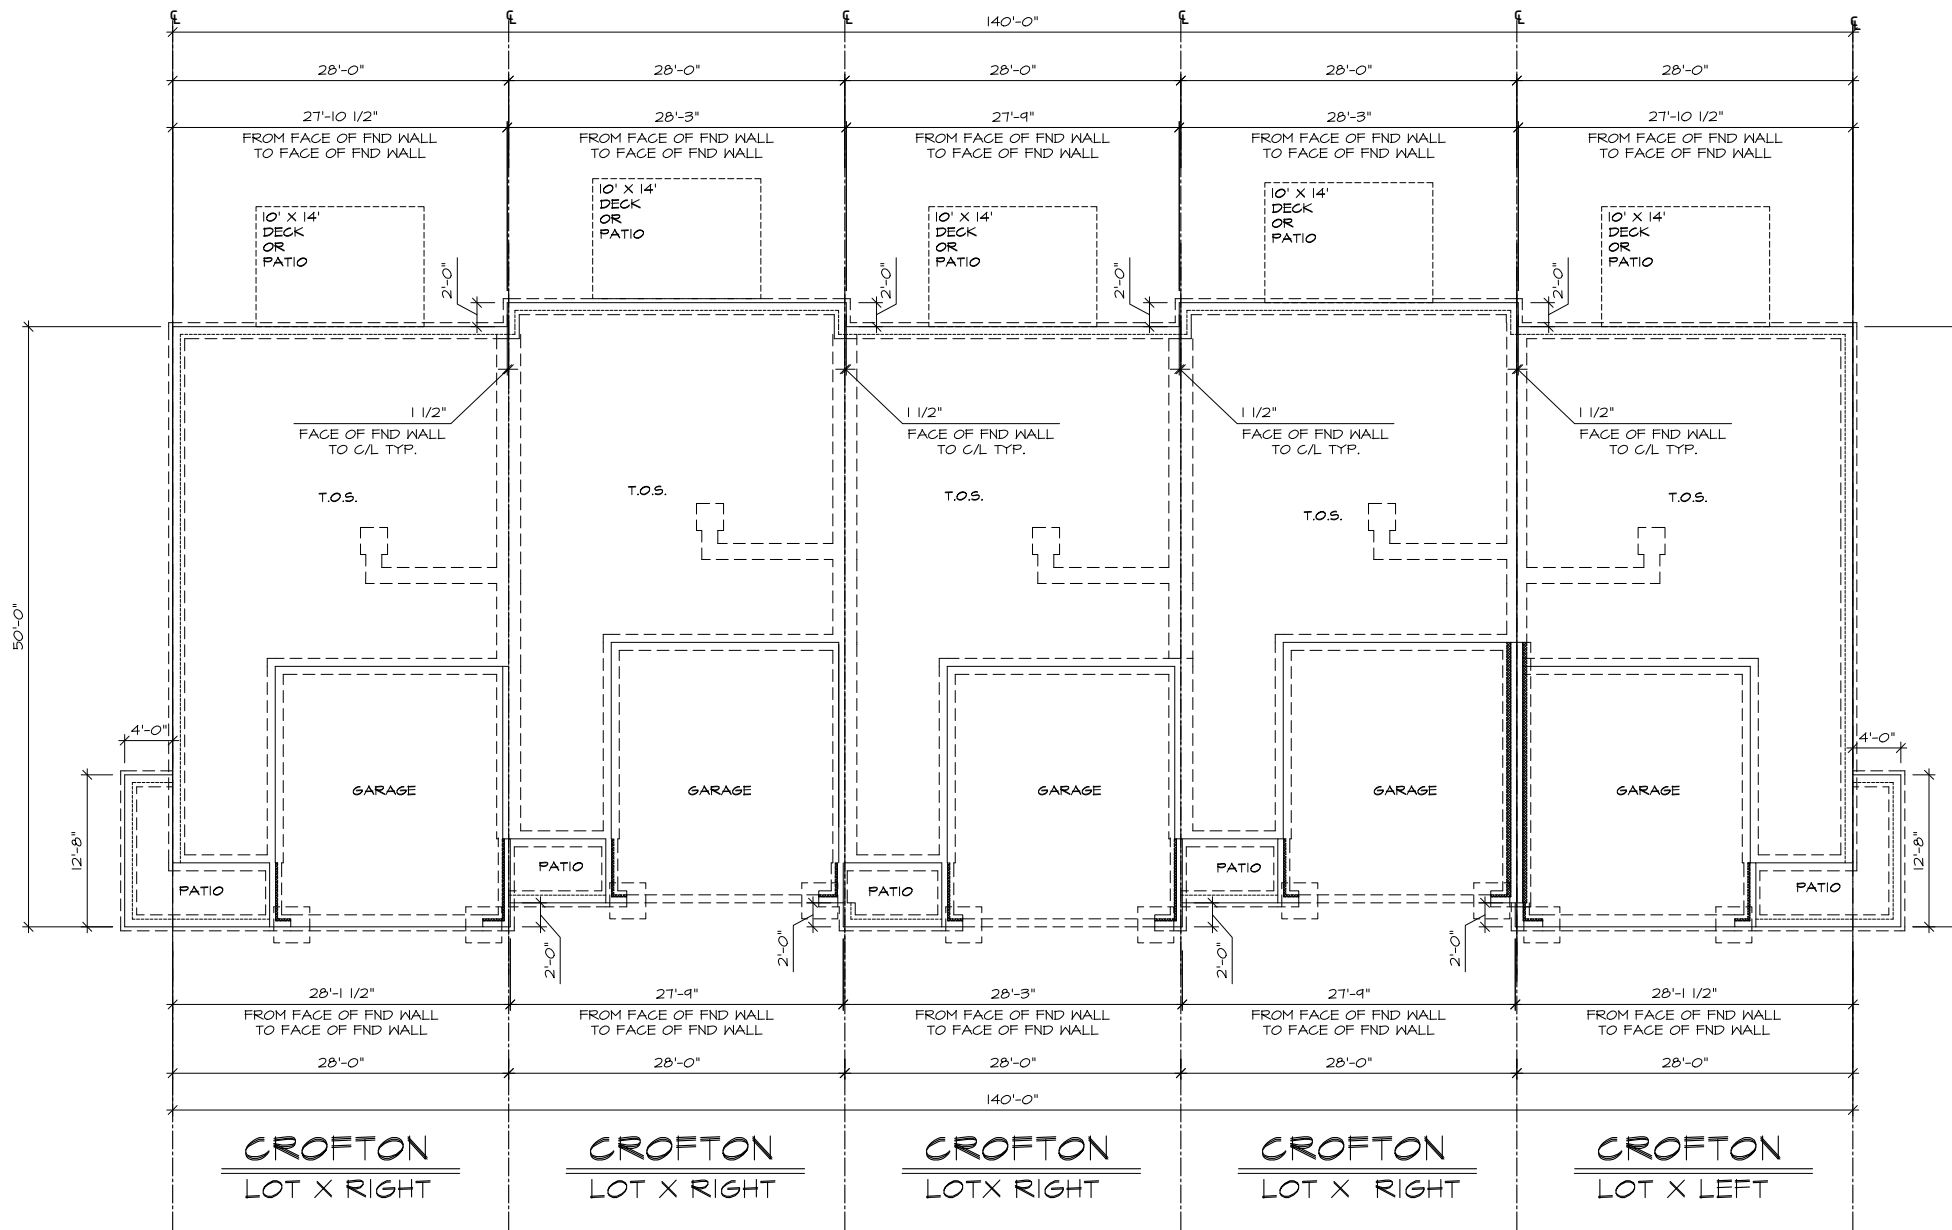 ℄ ℄ ℄ ℄ ℄ ℄
140'-0"
28'-0" 28'-0" 28'-0" 28'-0" 28'-0"
27'-10 1/2" 28'-3" 27'-9" 28'-3" 27'-10 1/2"
FROM FACE OF FND WALL FROM FACE OF FND WALL FROM FACE OF FND WALL FROM FACE OF FND WALL FROM FACE OF FND WALL
TO FACE OF FND WALL TO FACE OF FND WALL TO FACE OF FND WALL TO FACE OF FND WALL TO FACE OF FND WALL
10' X 14'
DECK
OR
PATIO
10' X 14'
DECK
OR
PATIO
10' X 14'
DECK
OR
PATIO
10' X 14'
DECK
OR
PATIO
10' X 14'
DECK
OR
PATIO
2'-0" 2'-0" 2'-0" 2'-0"
1 1/2"
FACE OF FND WALL
TO C/L TYP.
1 1/2"
FACE OF FND WALL
TO C/L TYP.
1 1/2"
FACE OF FND WALL
TO C/L TYP.
1 1/2"
FACE OF FND WALL
TO C/L TYP.
T.O.S. T.O.S. T.O.S. T.O.S. T.O.S.
50'-0"
4'-0" 4'-0"
GARAGE GARAGE GARAGE GARAGE GARAGE
12'-8" 12'-8"
PATIO PATIO PATIO PATIO PATIO
2'-0" 2'-0" 2'-0" 2'-0"
28'-1 1/2" 27'-9" 28'-3" 27'-9" 28'-1 1/2"
FROM FACE OF FND WALL FROM FACE OF FND WALL FROM FACE OF FND WALL FROM FACE OF FND WALL FROM FACE OF FND WALL
TO FACE OF FND WALL TO FACE OF FND WALL TO FACE OF FND WALL TO FACE OF FND WALL TO FACE OF FND WALL
28'-0" 28'-0" 28'-0" 28'-0" 28'-0"
140'-0"
CROFTON CROFTON CROFTON CROFTON CROFTON
LOT X RIGHT LOT X RIGHT LOTX RIGHT LOT X RIGHT LOT X LEFT